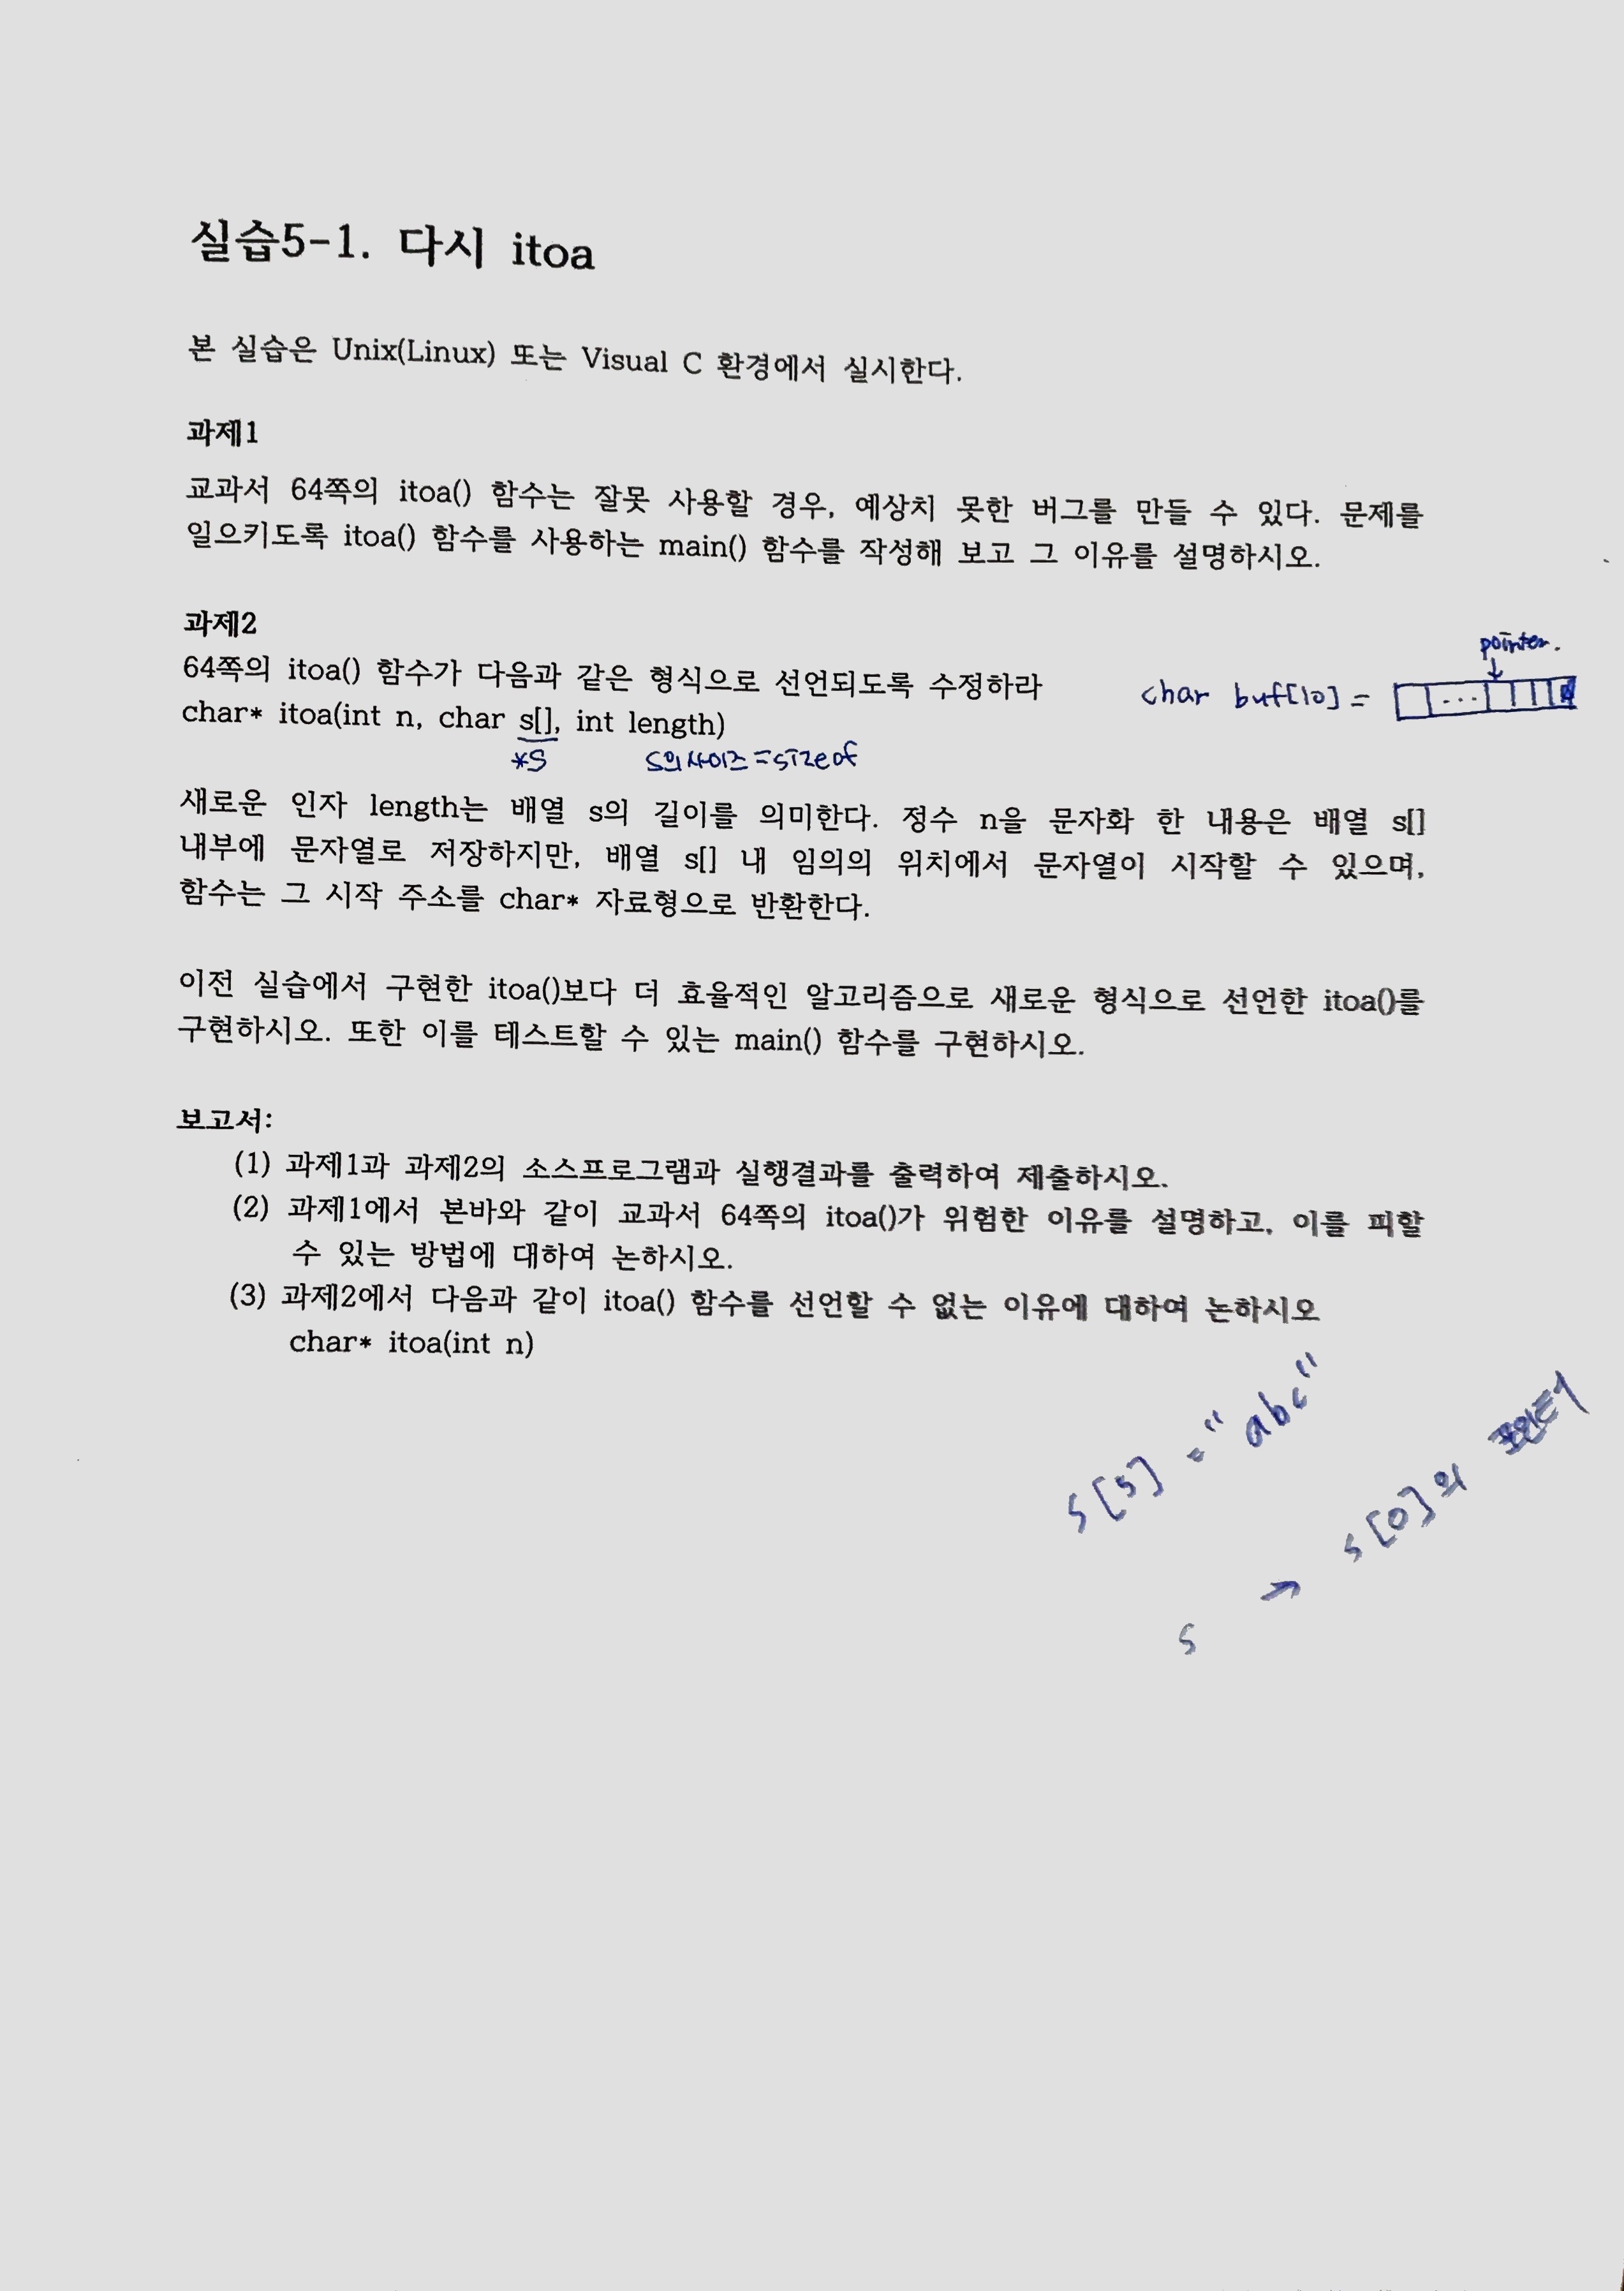 실습5-1. 다시 itoa
본 실습은 Unix(Linux) 또는 Visual C 환경에서 실시한다.
과제1
교과서 64쪽의 itoa() 함수는 잘못 사용할 경우, 예상치 못한 버그를 만들 수 있다. 문제를
일으키도록 itoa() 함수를 사용하는 main() 함수를 작성해 보고 그 이유를 설명하시오.
과제2
64쪽의 itoa() 함수가 다음과 같은 형식으로 선언되도록 수정하라
pointer.
char buf[10] = ...
char* itoa(int n, char s[], int length)
*s s의 사이즈 = sizeof
새로운 인자 length는 배열 s의 길이를 의미한다. 정수 n을 문자화 한 내용은 배열 s[]
내부에 문자열로 저장하지만, 배열 s[] 내 임의의 위치에서 문자열이 시작할 수 있으며,
함수는 그 시작 주소를 char* 자료형으로 반환한다.
이전 실습에서 구현한 itoa()보다 더 효율적인 알고리즘으로 새로운 형식으로 선언한 itoa()를
구현하시오. 또한 이를 테스트할 수 있는 main() 함수를 구현하시오.
보고서:
(1) 과제1과 과제2의 소스프로그램과 실행결과를 출력하여 제출하시오.
(2) 과제1에서 본바와 같이 교과서 64쪽의 itoa()가 위험한 이유를 설명하고, 이를 피할
수 있는 방법에 대하여 논하시오.
(3) 과제2에서 다음과 같이 itoa() 함수를 선언할 수 없는 이유에 대하여 논하시오
char* itoa(int n)
s[5] = "abc"
s → s[0]의 포인터